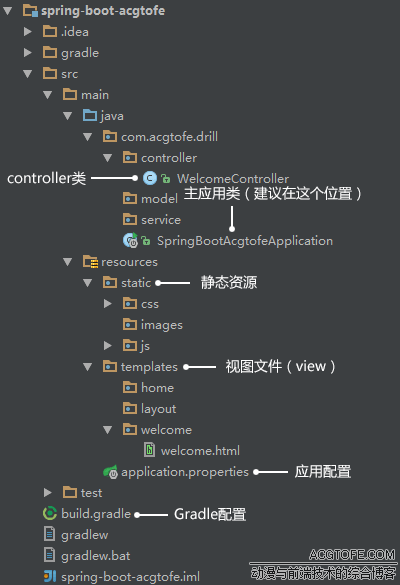 spring-boot-acgtofe
.idea
gradle
src
main
java
com.acgtofe.drill
controller
controller类 WelcomeController
model 主应用类（建议在这个位置）
service
SpringBootAcgtofeApplication
resources
static 静态资源
css
images
js
templates 视图文件（view）
home
layout
welcome
welcome.html
application.properties 应用配置
test
build.gradle Gradle配置
gradlew
gradlew.bat
ACGTOFE.COM
spring-boot-acgtofe.iml 动漫与前端技术的综合博客